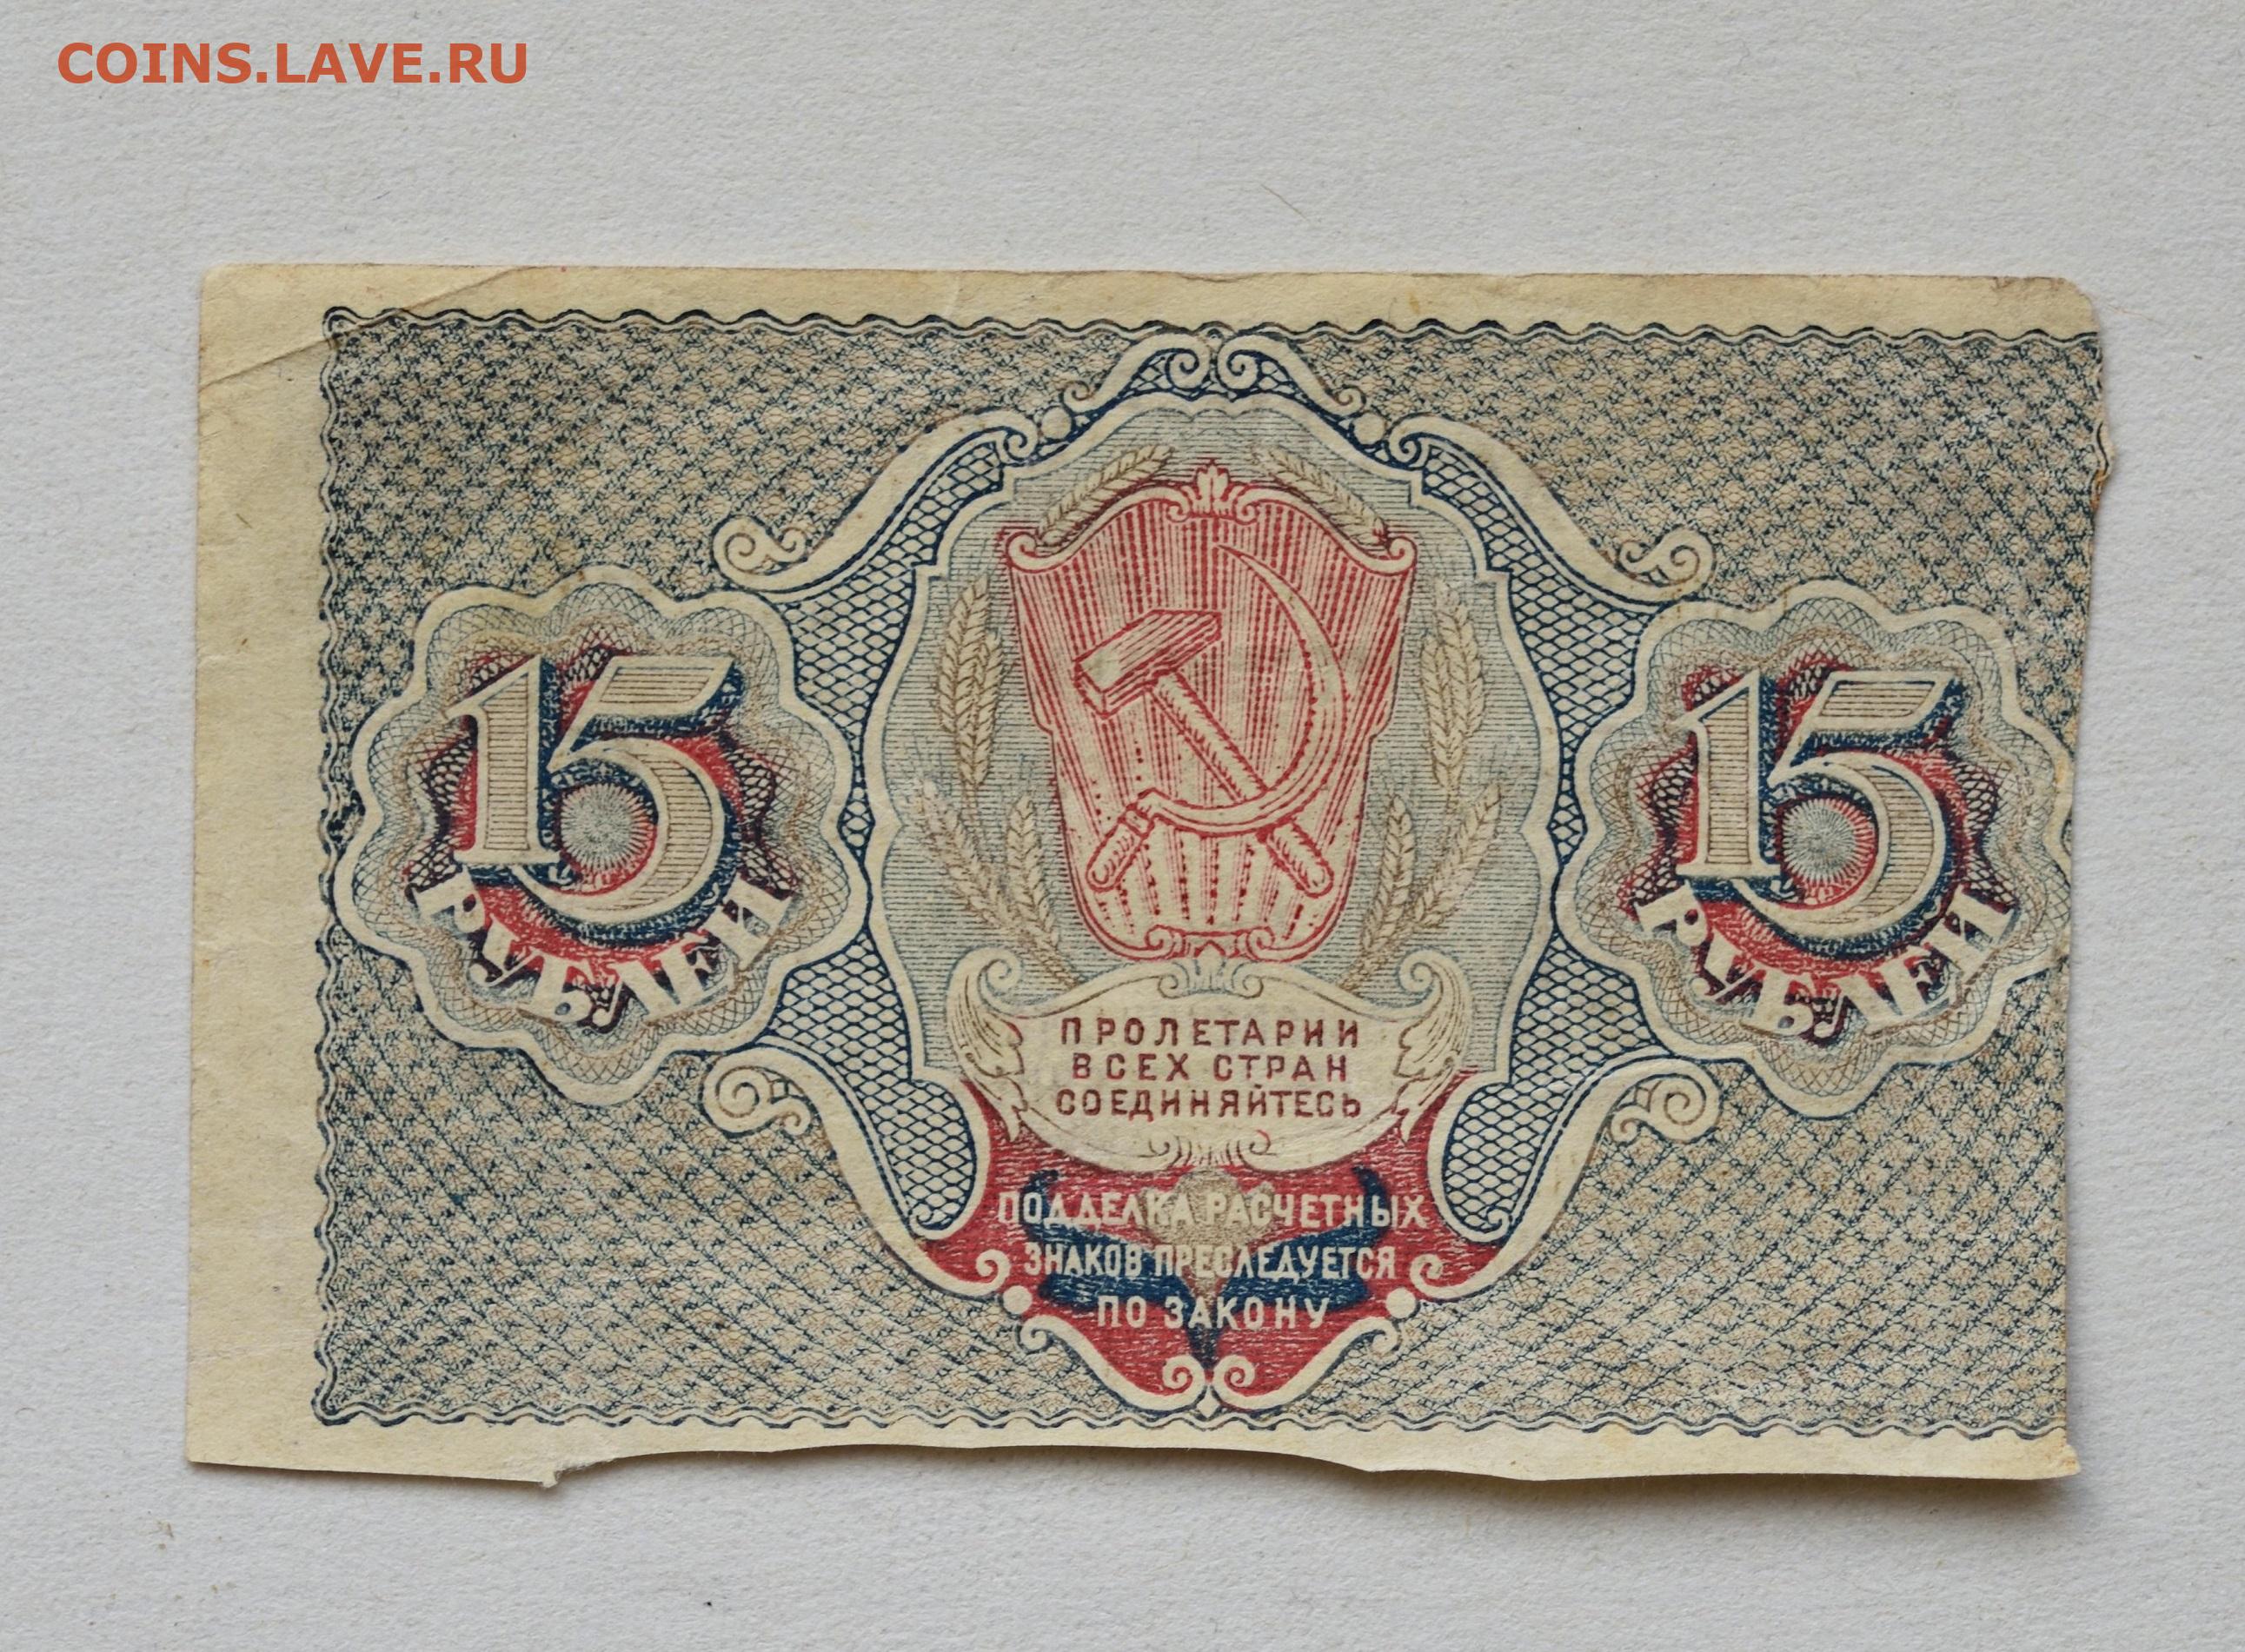 COINS.LAVE.RU
15
РУБЛЕЙ
15
РУБЛЕЙ
ПРОЛЕТАРИИ
ВСЕХ СТРАН
СОЕДИНЯЙТЕСЬ
ПОДДЕЛКА РАСЧЕТНЫХ
ЗНАКОВ ПРЕСЛЕДУЕТСЯ
ПО ЗАКОНУ